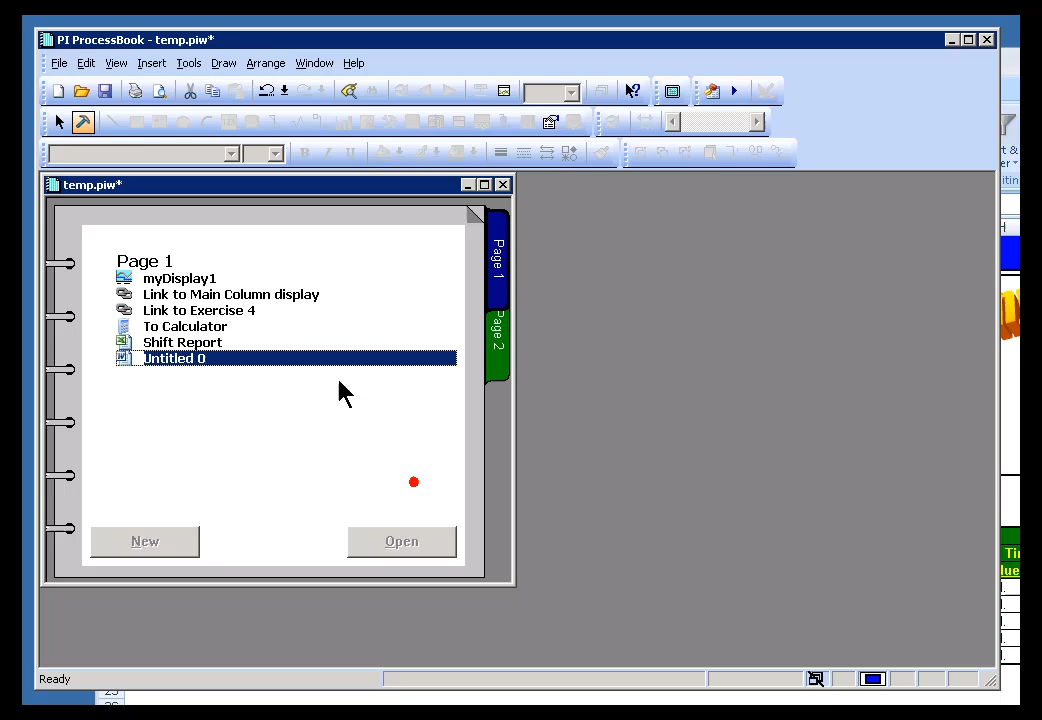 PI ProcessBook - temp.piw*
File Edit View Insert Tools Draw Arrange Window Help
temp.piw*
Page 1
myDisplay1
Link to Main Column display
Link to Exercise 4
To Calculator
Shift Report
Untitled 0
Page 1
Page 2
New Open
Ready